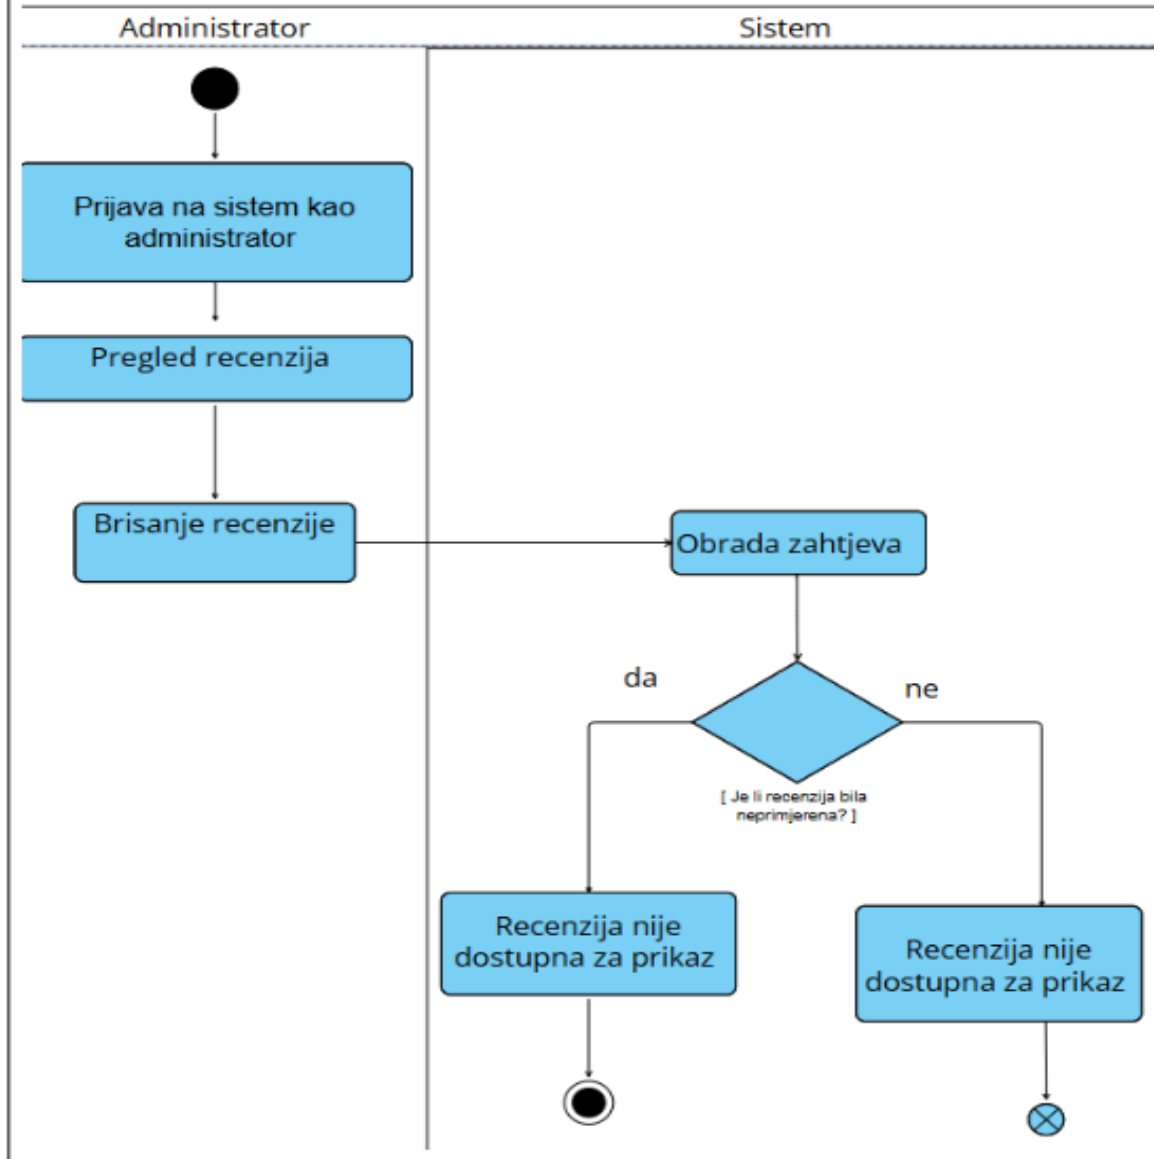 Administrator
Sistem
Prijava na sistem kao
administrator
Pregled recenzija
Brisanje recenzije
Obrada zahtjeva
da
ne
[ Je li recenzija bila
neprimjerena? ]
Recenzija nije
dostupna za prikaz
Recenzija nije
dostupna za prikaz